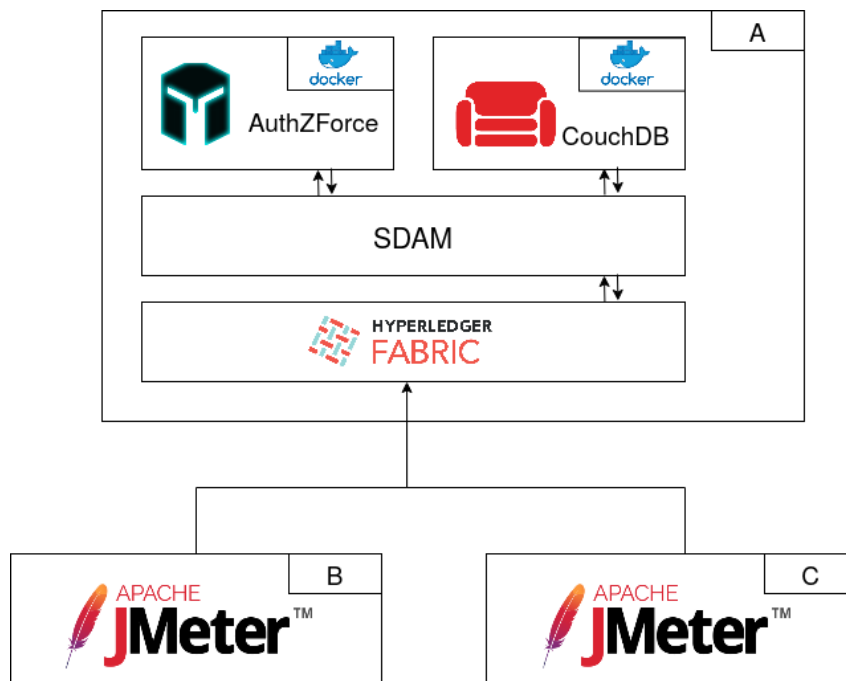 A
docker
AuthZForce
docker
CouchDB
SDAM
HYPERLEDGER
FABRIC
B
APACHE
JMeter™
C
APACHE
JMeter™